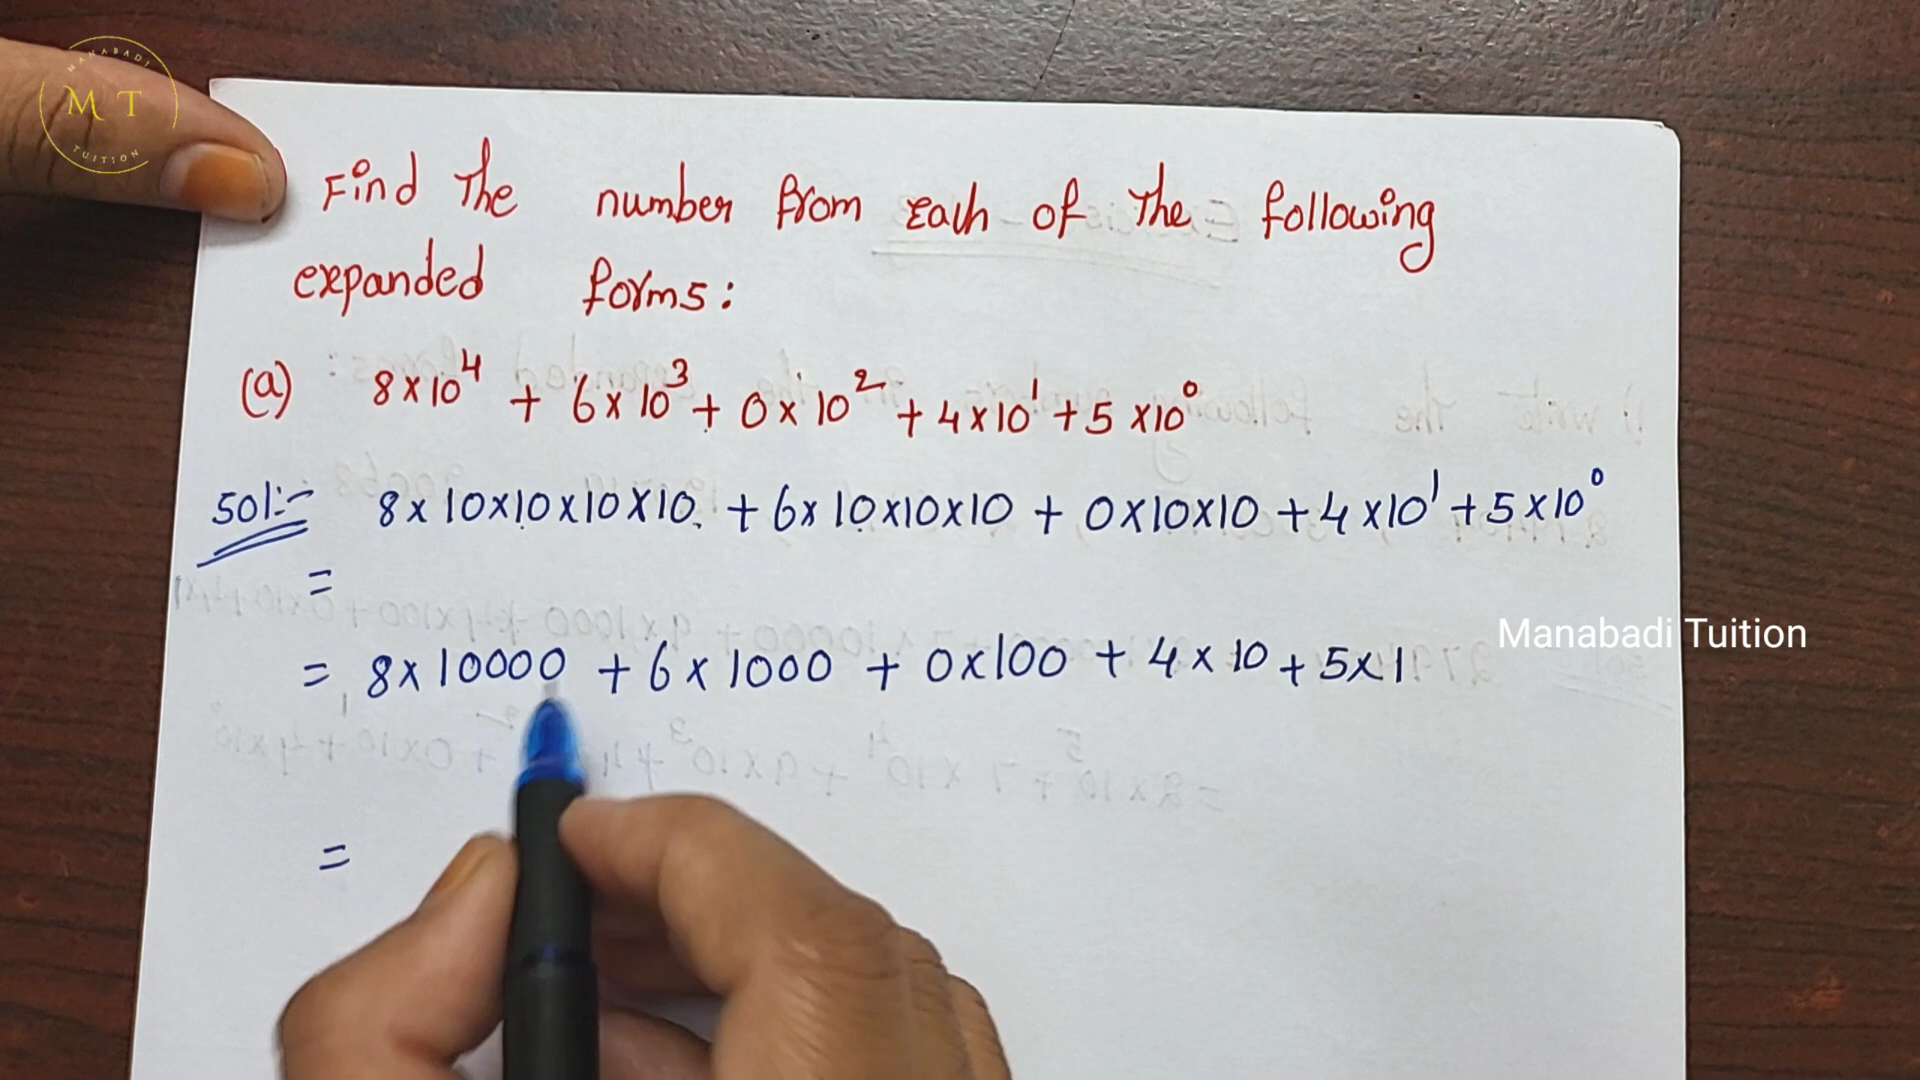 MANABADI
M T
TUITION
Find the number from each of the following
expanded forms:
(a) 8×10⁴ + 6×10³ + 0×10² + 4×10¹ + 5×10⁰
Sol:- 8×10×10×10×10 + 6×10×10×10 + 0×10×10 + 4×10¹ + 5×10⁰
=
= 8×10000 + 6×1000 + 0×100 + 4×10 + 5×1
Manabadi Tuition
=